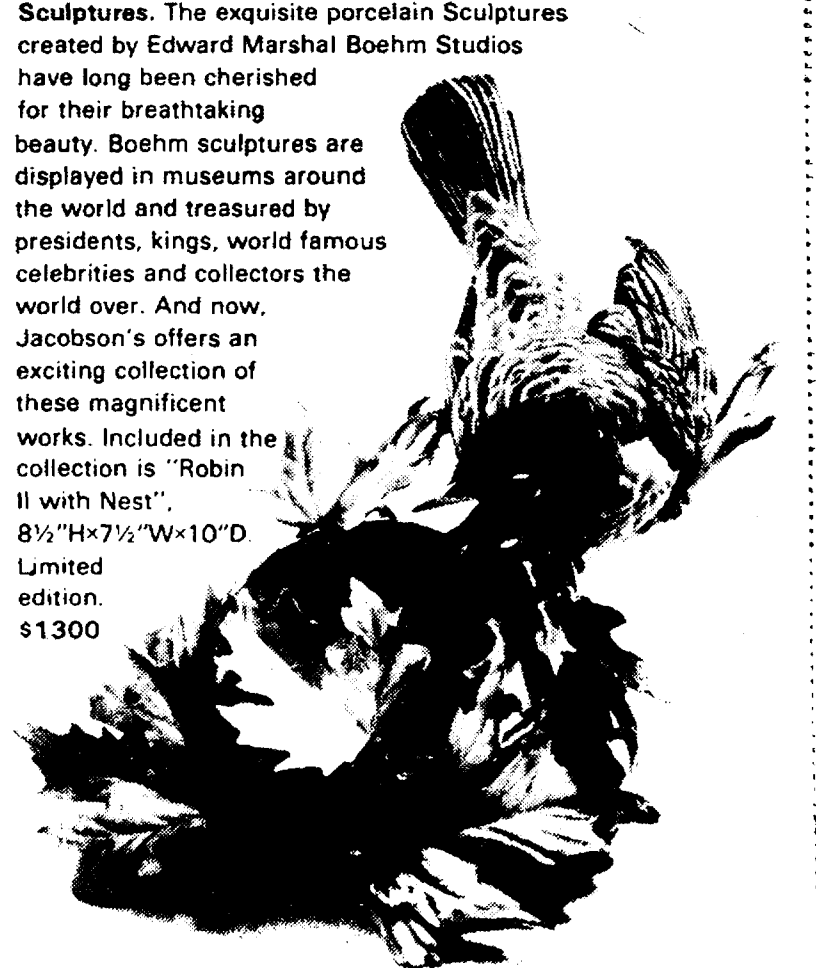 Sculptures. The exquisite porcelain Sculptures
created by Edward Marshal Boehm Studios
have long been cherished
for their breathtaking
beauty. Boehm sculptures are
displayed in museums around
the world and treasured by
presidents, kings, world famous
celebrities and collectors the
world over. And now,
Jacobson's offers an
exciting collection of
these magnificent
works. Included in the
collection is "Robin
II with Nest",
8½"H×7½"W×10"D.
Limited
edition.
$1300